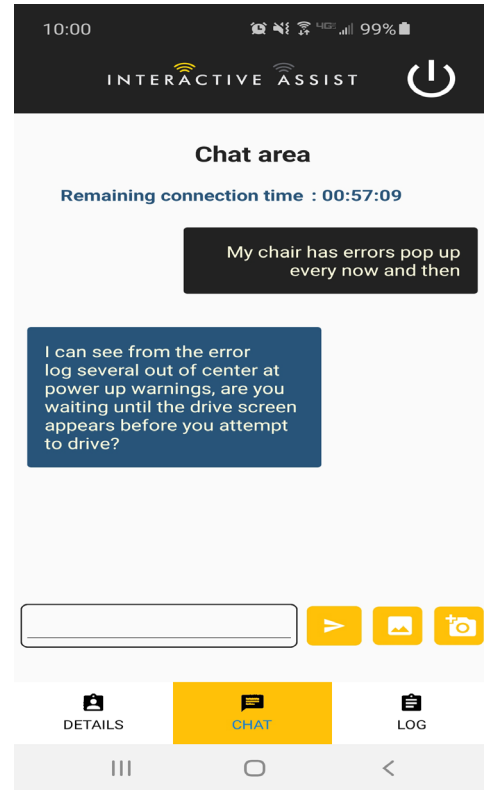 10:00 4GE 99%
INTERACTIVE ASSIST
Chat area
Remaining connection time : 00:57:09
My chair has errors pop up
every now and then
I can see from the error
log several out of center at
power up warnings, are you
waiting until the drive screen
appears before you attempt
to drive?
DETAILS CHAT LOG